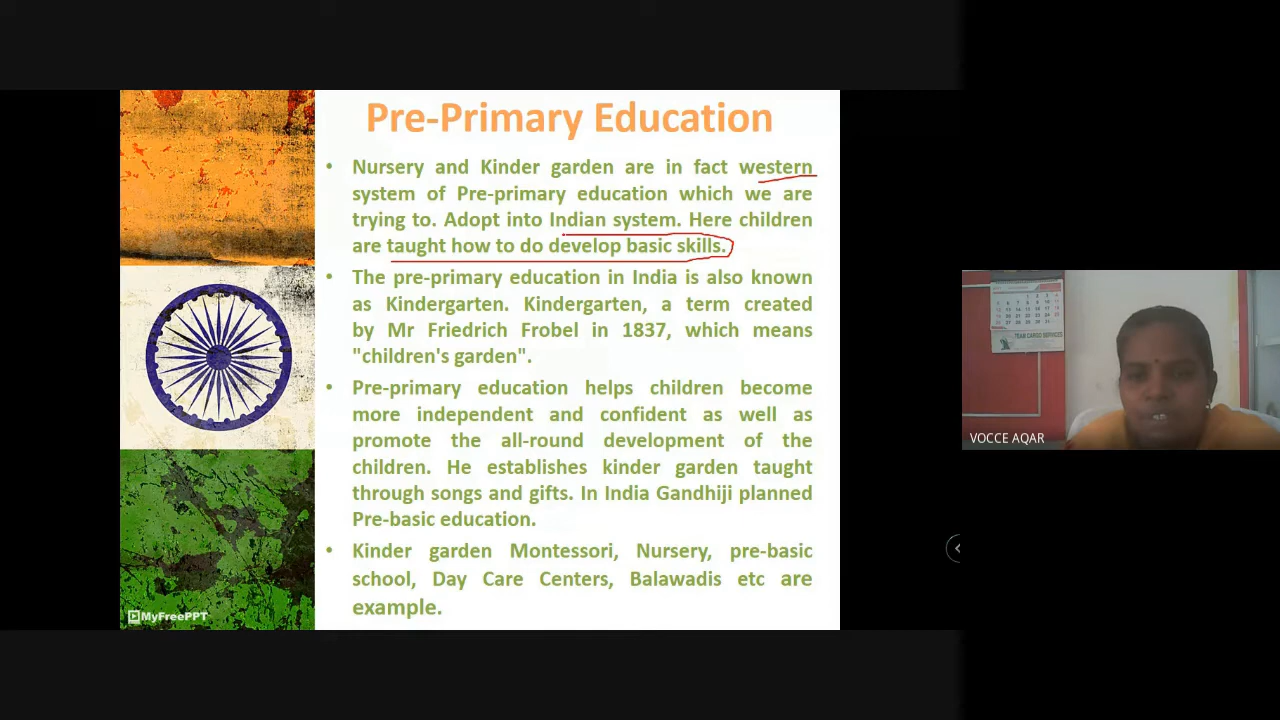 Pre-Primary Education
• Nursery and Kinder garden are in fact western
system of Pre-primary education which we are
trying to. Adopt into Indian system. Here children
are taught how to do develop basic skills.
• The pre-primary education in India is also known
as Kindergarten. Kindergarten, a term created
by Mr Friedrich Frobel in 1837, which means
"children's garden".
• Pre-primary education helps children become
more independent and confident as well as
promote the all-round development of the
children. He establishes kinder garden taught
through songs and gifts. In India Gandhiji planned
Pre-basic education.
• Kinder garden Montessori, Nursery, pre-basic
school, Day Care Centers, Balawadis etc are
example.
MyFreePPT
TEAM CARGO SERVICES
VOCCE AQAR